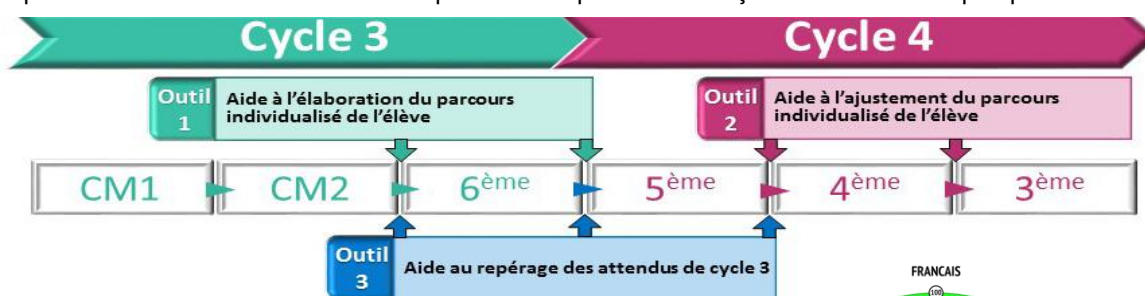 Cycle 3
Cycle 4
Outil 1
Aide à l'élaboration du parcours
individualisé de l'élève
Outil 2
Aide à l'ajustement du parcours
individualisé de l'élève
CM1
CM2
6ème
5ème
4ème
3ème
Outil 3
Aide au repérage des attendus de cycle 3
FRANCAIS
100